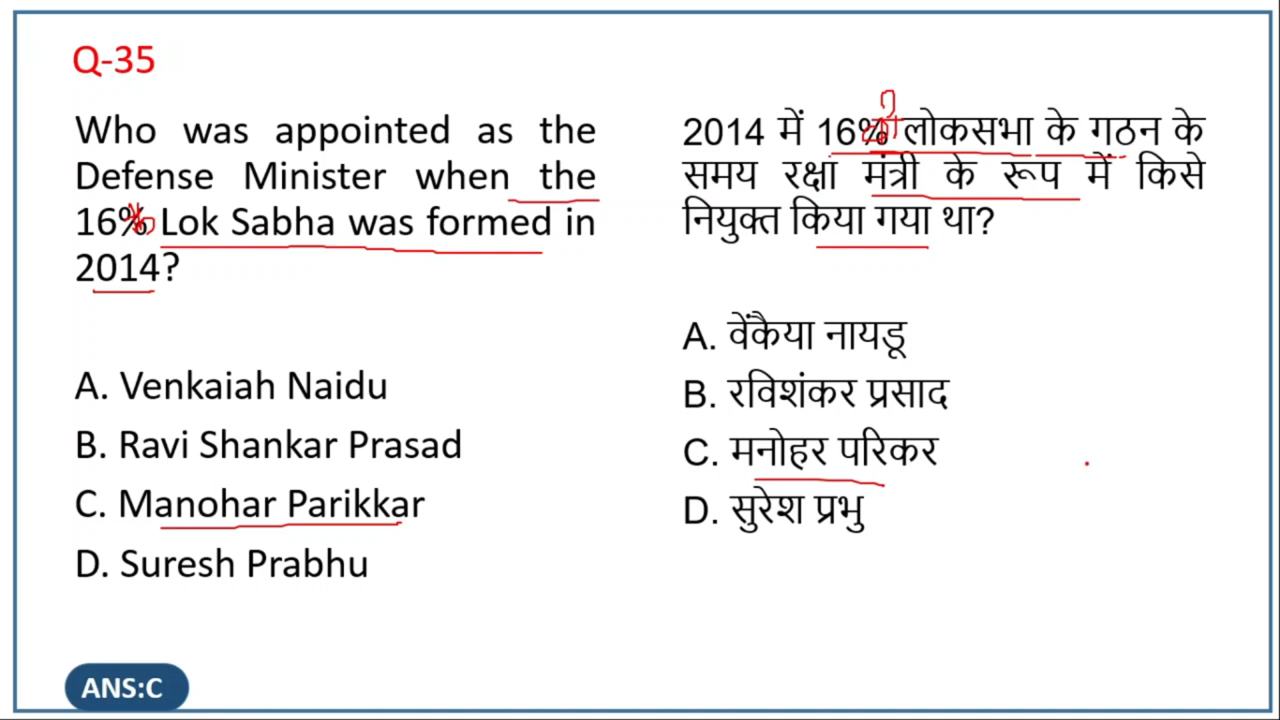 Q-35
Who was appointed as the
Defense Minister when the
16% Lok Sabha was formed in
2014?
A. Venkaiah Naidu
B. Ravi Shankar Prasad
C. Manohar Parikkar
D. Suresh Prabhu
2014 में 16% लोकसभा के गठन के
समय रक्षा मंत्री के रूप में किसे
नियुक्त किया गया था?
A. वेंकैया नायडू
B. रविशंकर प्रसाद
C. मनोहर परिकर
D. सुरेश प्रभु
ANS:C